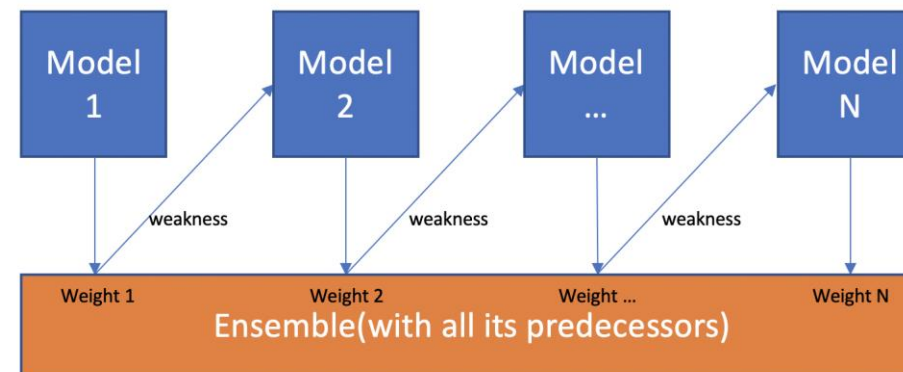 Model
1
Model
2
Model
...
Model
N
weakness
weakness
weakness
Weight 1
Weight 2
Weight ...
Weight N
Ensemble(with all its predecessors)